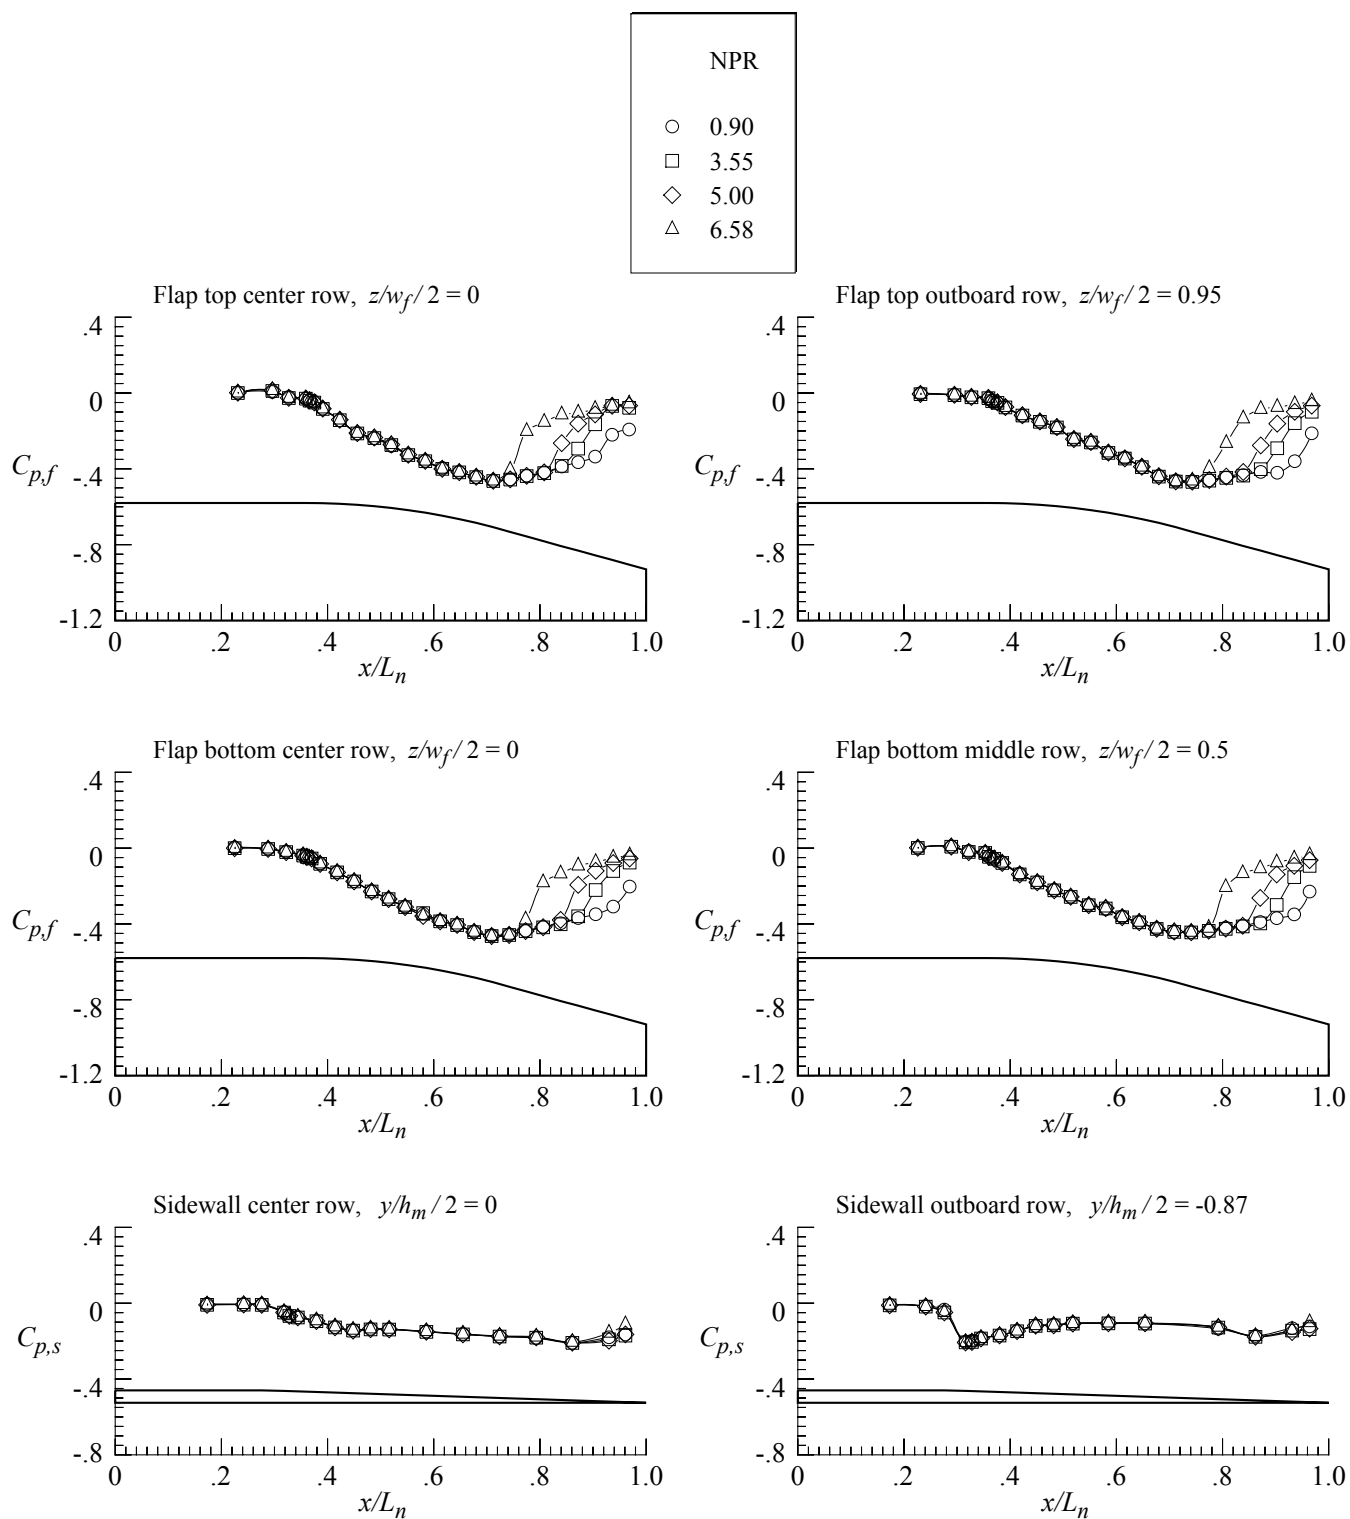 NPR
0.90
3.55
5.00
6.58
Flap top center row, z/w_f / 2 = 0
.4
0
-.4
-.8
-1.2
C_p,f
0 .2 .4 .6 .8 1.0
x/L_n
Flap top outboard row, z/w_f / 2 = 0.95
.4
0
-.4
-.8
-1.2
C_p,f
0 .2 .4 .6 .8 1.0
x/L_n
Flap bottom center row, z/w_f / 2 = 0
.4
0
-.4
-.8
-1.2
C_p,f
0 .2 .4 .6 .8 1.0
x/L_n
Flap bottom middle row, z/w_f / 2 = 0.5
.4
0
-.4
-.8
-1.2
C_p,f
0 .2 .4 .6 .8 1.0
x/L_n
Sidewall center row, y/h_m / 2 = 0
.4
0
-.4
-.8
C_p,s
0 .2 .4 .6 .8 1.0
x/L_n
Sidewall outboard row, y/h_m / 2 = -0.87
.4
0
-.4
-.8
C_p,s
0 .2 .4 .6 .8 1.0
x/L_n